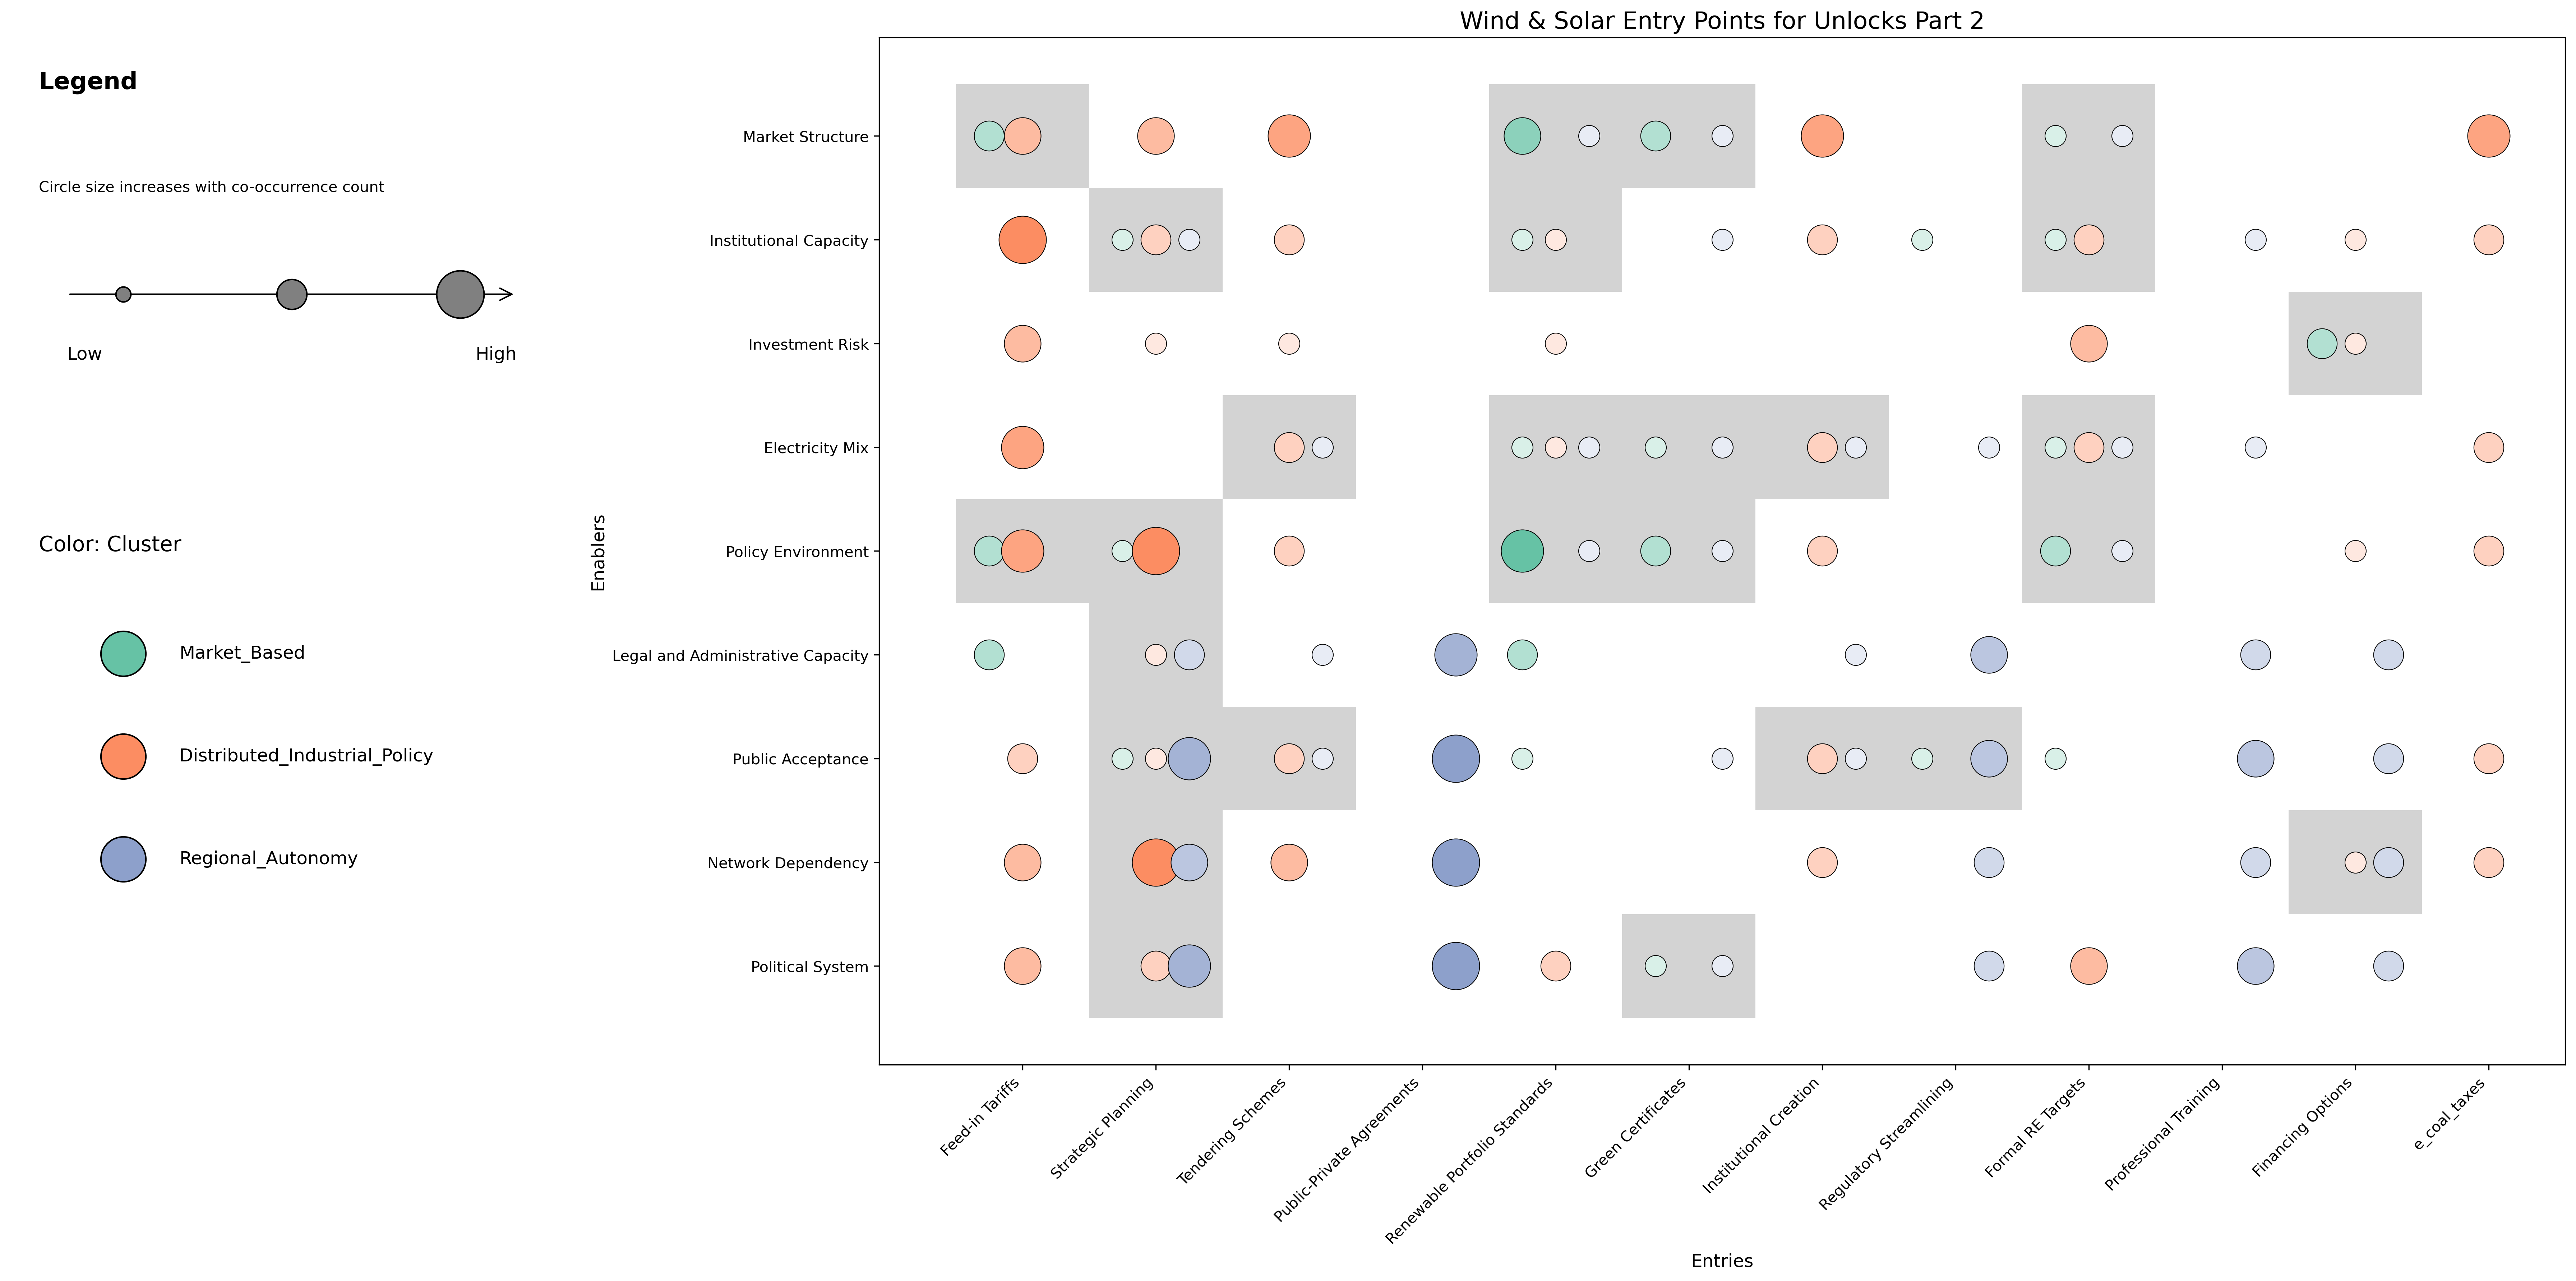 Wind & Solar Entry Points for Unlocks Part 2
Legend
Circle size increases with co-occurrence count
Low
High
Color: Cluster
Market_Based
Distributed_Industrial_Policy
Regional_Autonomy
Enablers
Market Structure
Institutional Capacity
Investment Risk
Electricity Mix
Policy Environment
Legal and Administrative Capacity
Public Acceptance
Network Dependency
Political System
Feed-in Tariffs
Strategic Planning
Tendering Schemes
Public-Private Agreements
Renewable Portfolio Standards
Green Certificates
Institutional Creation
Regulatory Streamlining
Formal RE Targets
Professional Training
Financing Options
e_coal_taxes
Entries